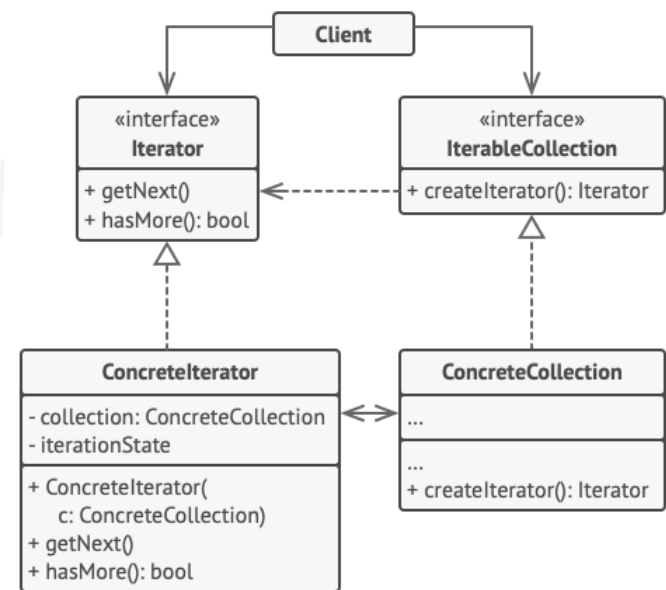 Client
«interface»
Iterator
+ getNext()
+ hasMore(): bool
«interface»
IterableCollection
+ createIterator(): Iterator
ConcreteIterator
- collection: ConcreteCollection
- iterationState
+ ConcreteIterator(
c: ConcreteCollection)
+ getNext()
+ hasMore(): bool
ConcreteCollection
...
...
+ createIterator(): Iterator